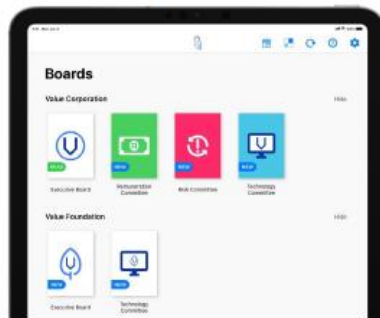 Boards
Value Corporation
Hide
NEW
NEW
NEW
Executive Board
Remuneration
Committee
Risk Committee
Technology
Committee
Value Foundation
Hide
NEW
NEW
Executive Board
Technology
Committee